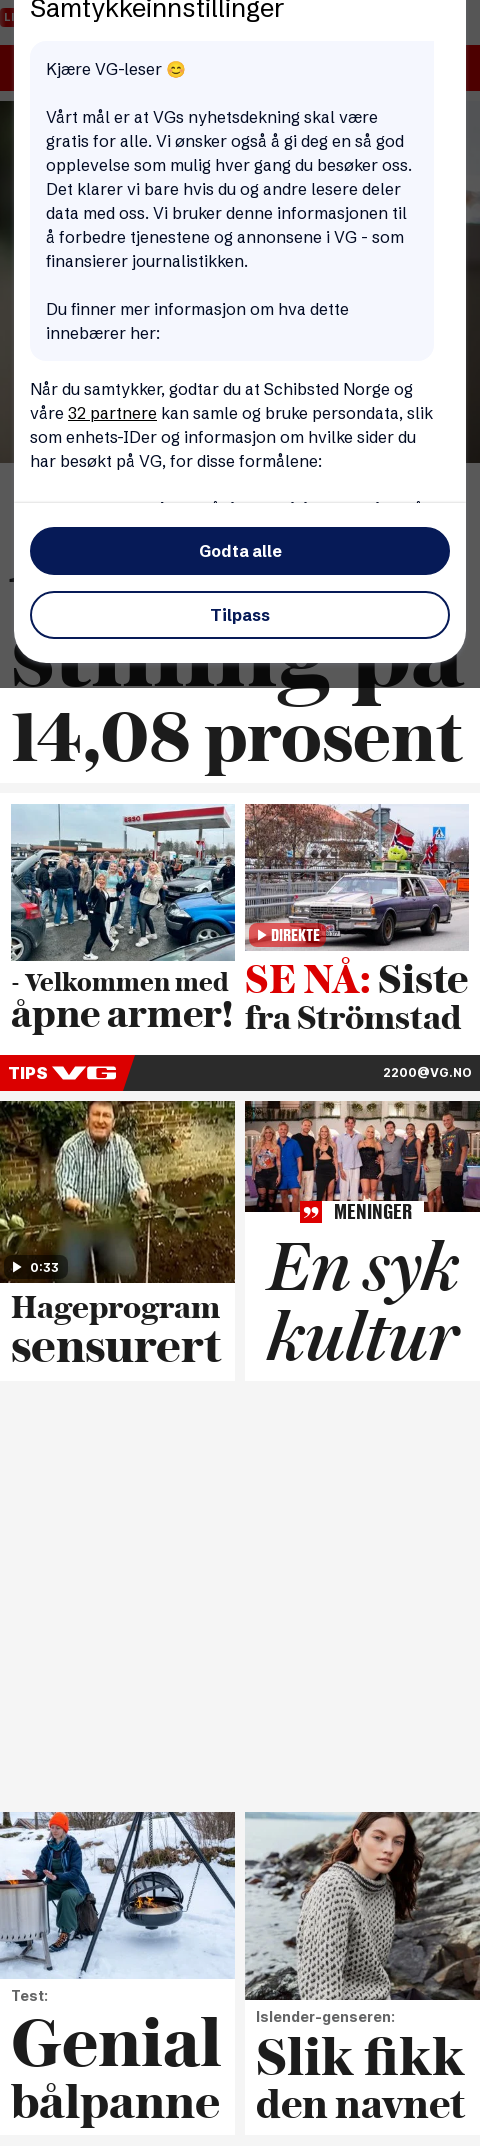 Samtykkeinnstillinger
Kjære VG-leser 😊
Vårt mål er at VGs nyhetsdekning skal være
gratis for alle. Vi ønsker også å gi deg en så god
opplevelse som mulig hver gang du besøker oss.
Det klarer vi bare hvis du og andre lesere deler
data med oss. Vi bruker denne informasjonen til
å forbedre tjenestene og annonsene i VG - som
finansierer journalistikken.
Du finner mer informasjon om hva dette
innebærer her:
Når du samtykker, godtar du at Schibsted Norge og
våre 32 partnere kan samle og bruke persondata, slik
som enhets-IDer og informasjon om hvilke sider du
har besøkt på VG, for disse formålene:
Godta alle
Tilpass
stilling på
14,08 prosent
ESSO
DIREKTE
- Velkommen med
åpne armer!
SE NÅ: Siste
fra Strömstad
TIPS VG
2200@VG.NO
0:33
MENINGER
Hageprogram
sensurert
En syk
kultur
Test:
Genial
bålpanne
Islender-genseren:
Slik fikk
den navnet